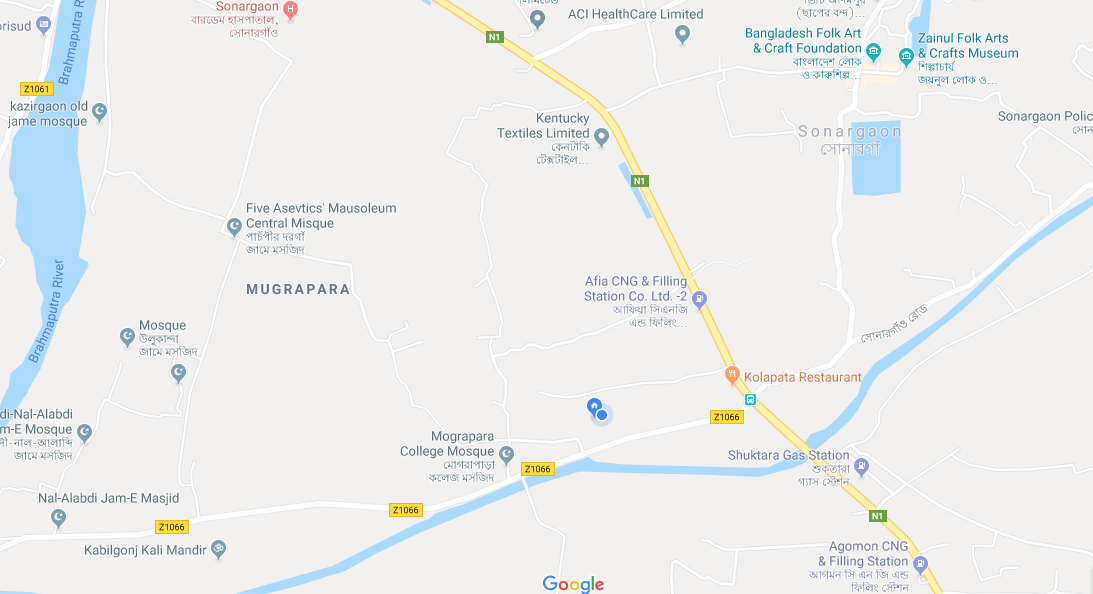 Sonargaon
বারডেম হাসপাতাল,
সোনারগাঁও
ACI HealthCare Limited
(ছাপের বন্দ)...
Bangladesh Folk Art
& Craft Foundation
বাংলাদেশ লোক
ও কারুশিল্প...
Zainul Folk Arts
& Crafts Museum
শিল্পাচার্য
জয়নুল লোক ও...
N1
Z1061
Brahmaputra R
kazirgaon old
jame mosque
Kentucky
Textiles Limited
কেনটাকি
টেক্সটাইল...
Sonargaon
সোনারগাঁ
Sonargaon Polic
N1
Five Asevtics' Mausoleum
Central Misque
পাচঁপীর দরগাঁ
জামে মসজিদ
MUGRAPARA
Brahmaputra River
Afia CNG & Filling
Station Co. Ltd. -2
আফিয়া সিএনজি
এন্ড ফিলিং...
Mosque
উলুকান্দা
জামে মসজিদ
সোনারগাঁও রোড
Kolapata Restaurant
Z1066
di-Nal-Alabdi
m-E Mosque
দী-নাল-আলাব্দি
জামে মসজিদ
Mograpara
College Mosque
মোগরাপাড়া
কলেজ মসজিদ
Z1066
Shuktara Gas Station
শুকতারা
গ্যাস স্টেশন
Nal-Alabdi Jam-E Masjid
Z1066
Z1066
N1
Kabilgonj Kali Mandir
Agomon CNG
& Filling Station
আগমন সি এন জি এন্ড
ফিলিং স্টেশন
Google